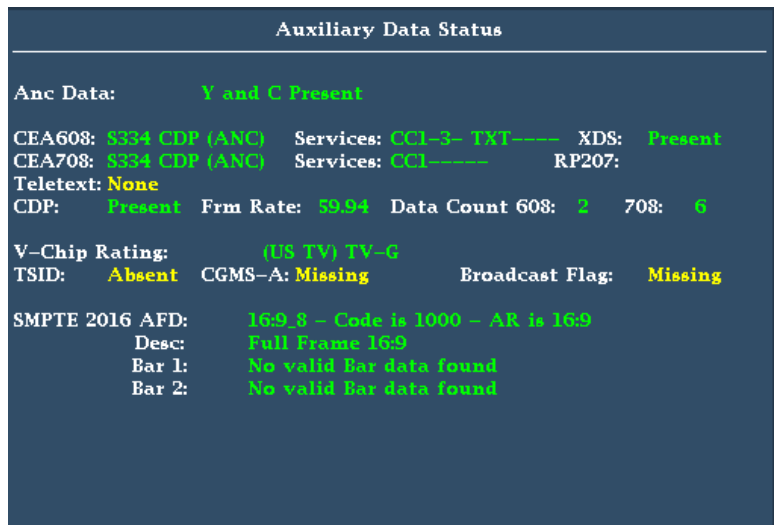 Auxiliary Data Status
Anc Data: Y and C Present
CEA608: S334 CDP (ANC) Services: CC1-3- TXT---- XDS: Present
CEA708: S334 CDP (ANC) Services: CC1----- RP207:
Teletext: None
CDP: Present Frm Rate: 59.94 Data Count 608: 2 708: 6
V-Chip Rating: (US TV) TV-G
TSID: Absent CGMS-A: Missing Broadcast Flag: Missing
SMPTE 2016 AFD: 16:9_8 - Code is 1000 - AR is 16:9
Desc: Full Frame 16:9
Bar 1: No valid Bar data found
Bar 2: No valid Bar data found